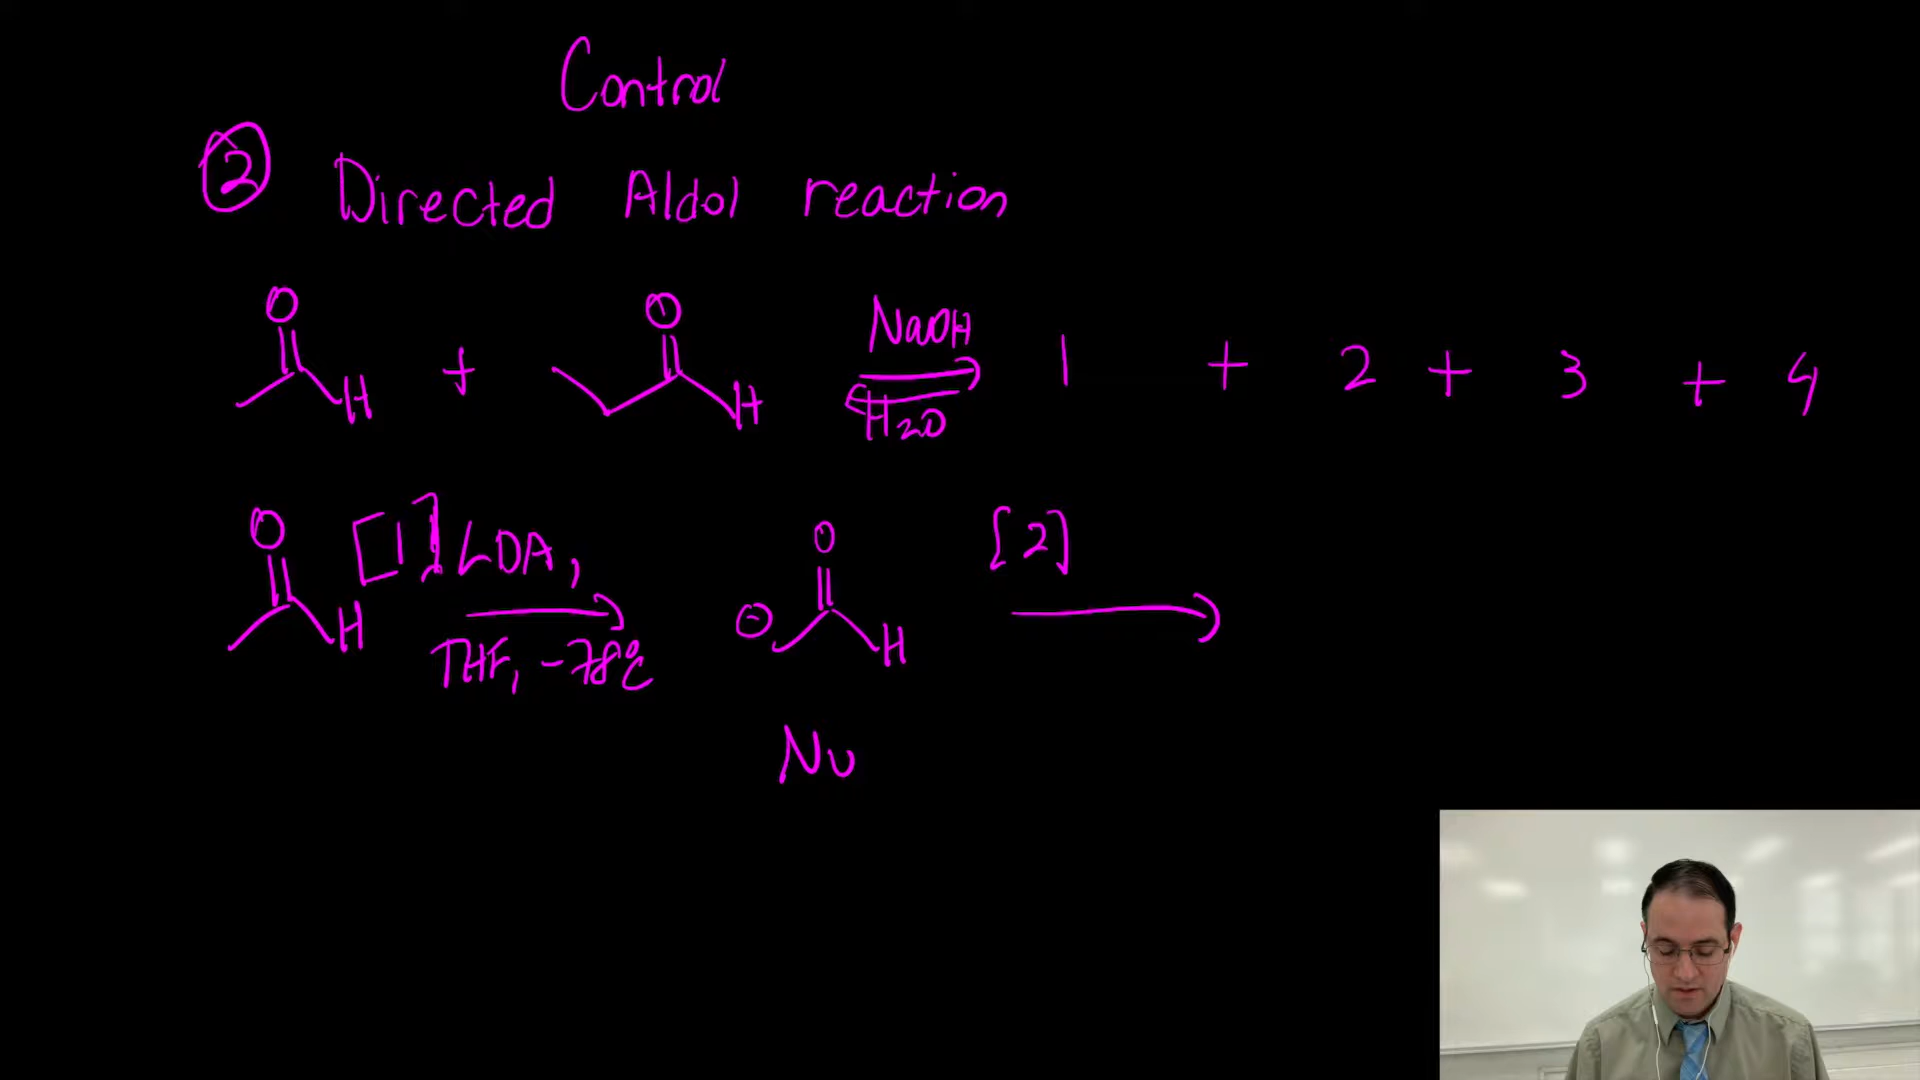 Control
② Directed Aldol reaction
O H + O H NaOH H2O 1 + 2 + 3 + 4
O H [1] LDA, THF, -78°C ⊖ O H [2]
Nu